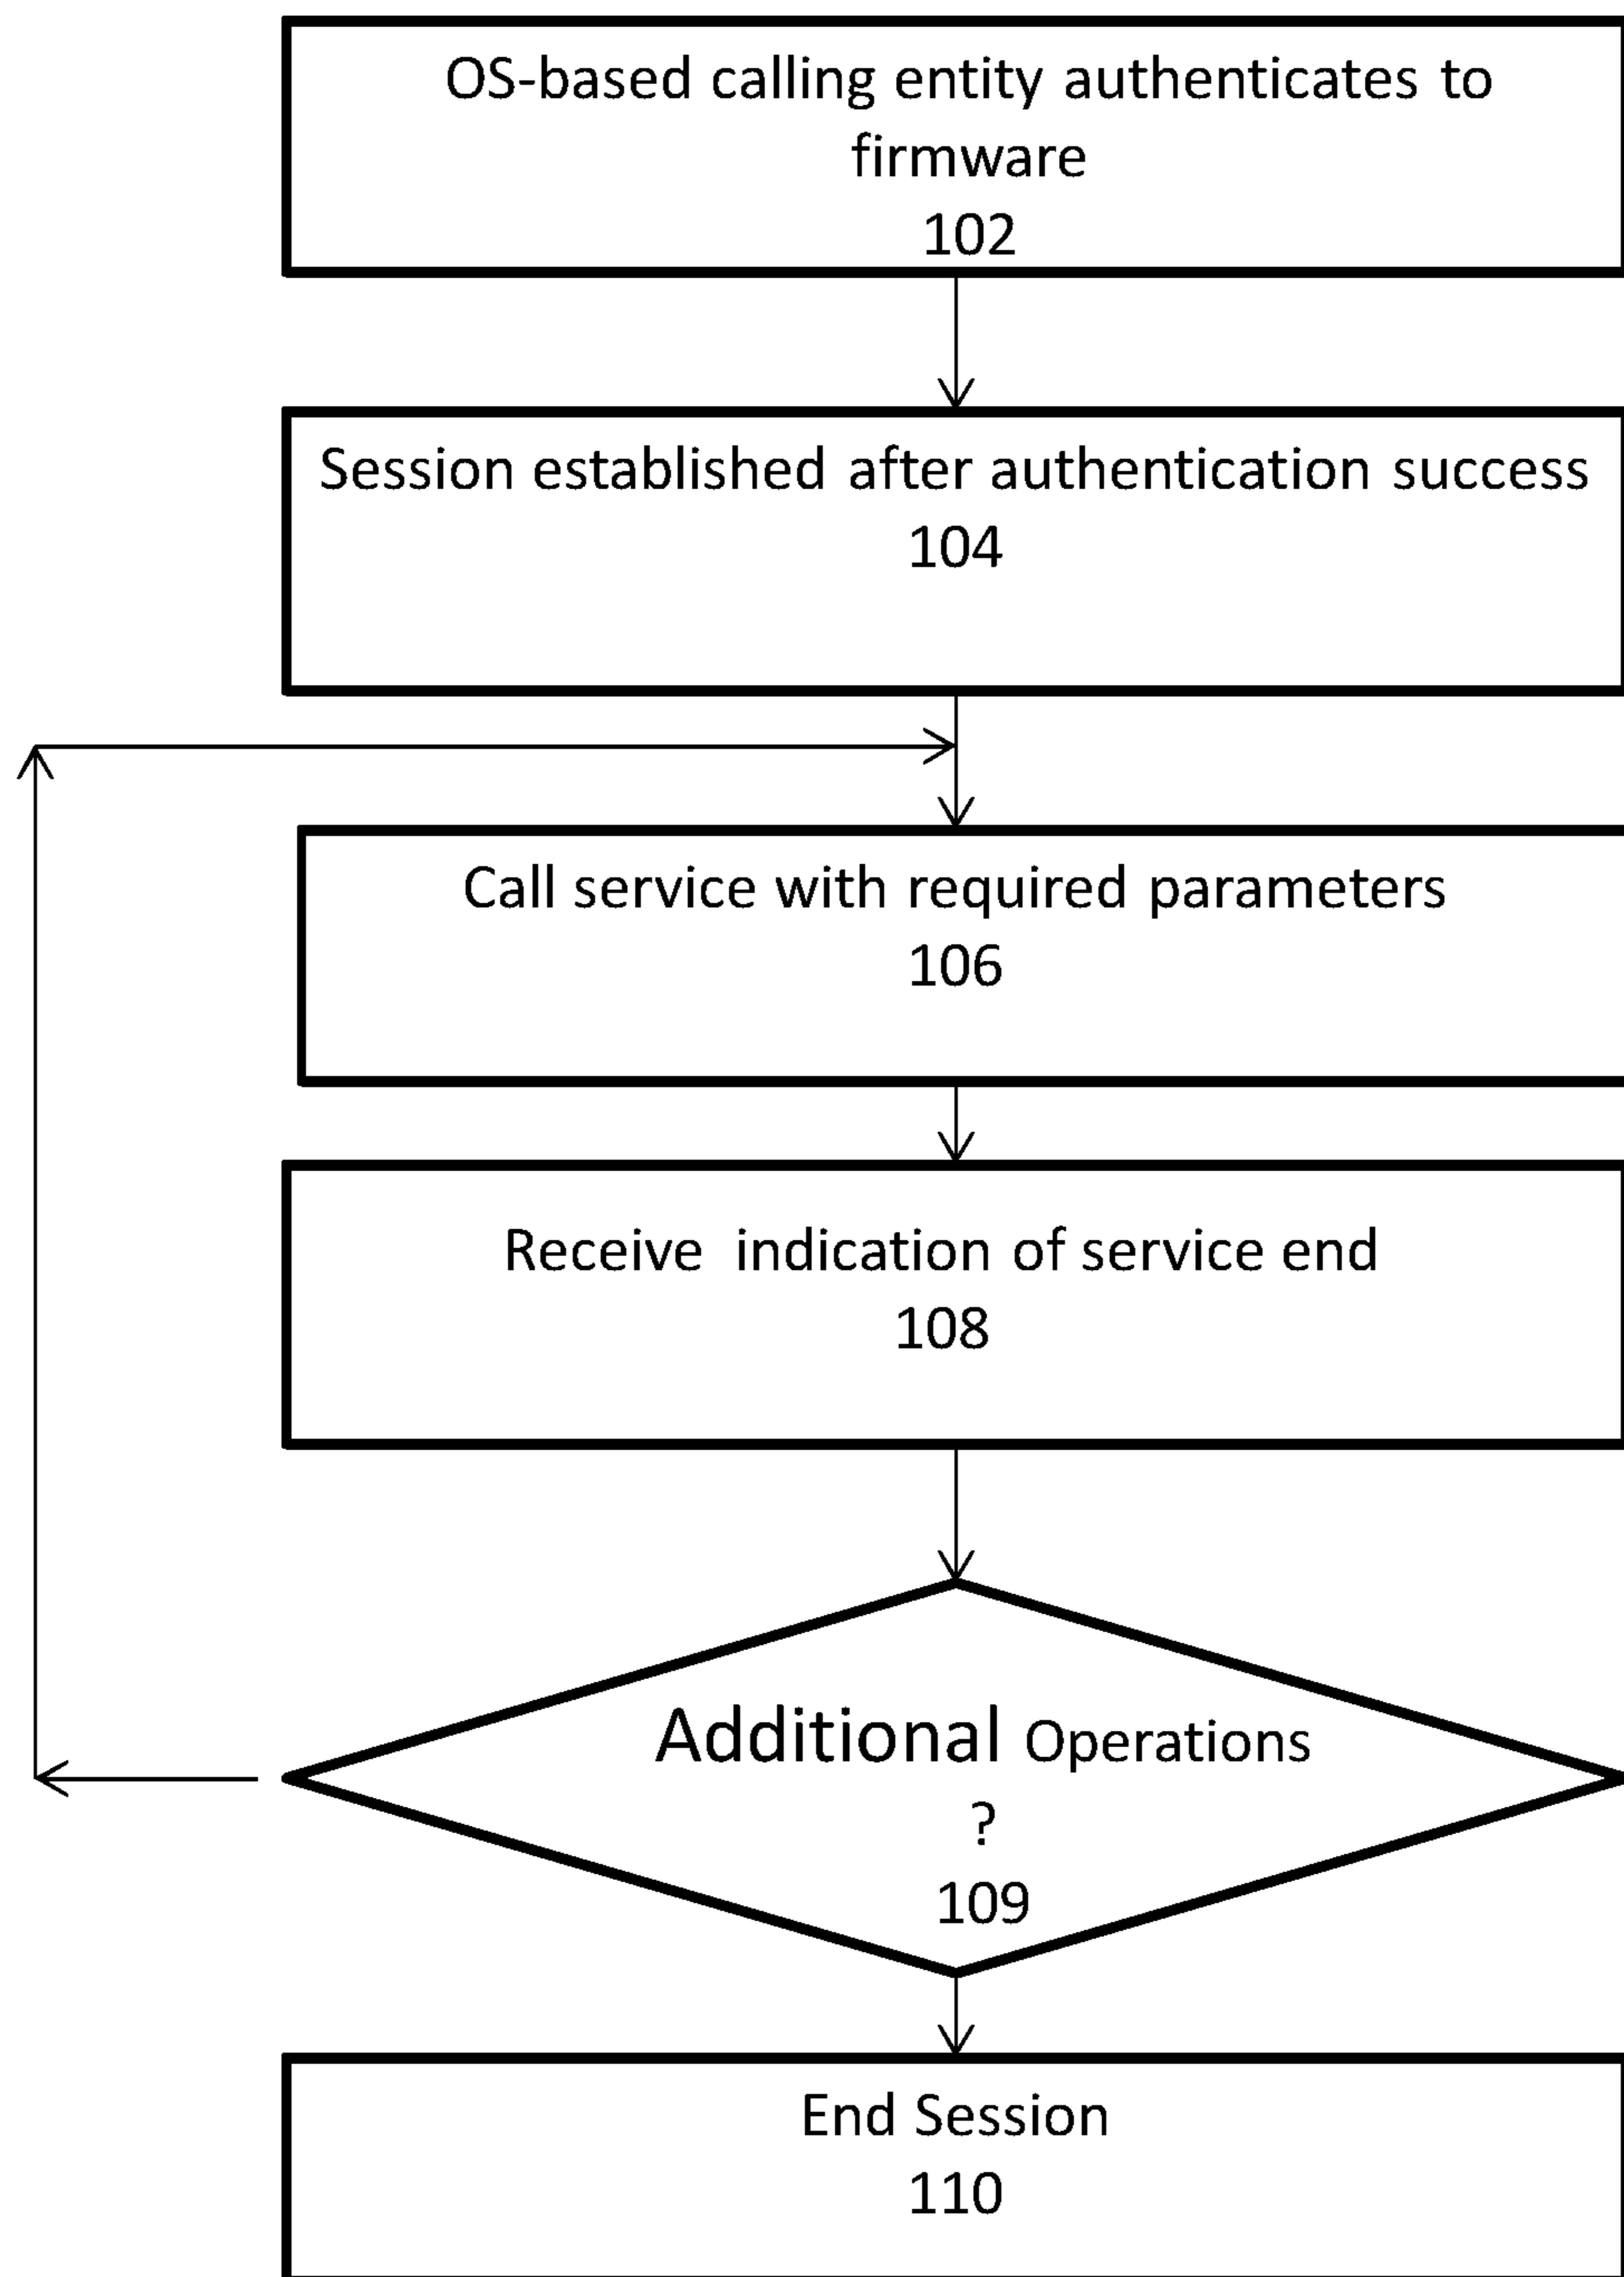 OS-based calling entity authenticates to
firmware
102
Session established after authentication success
104
Call service with required parameters
106
Receive indication of service end
108
Additional Operations
?
109
End Session
110